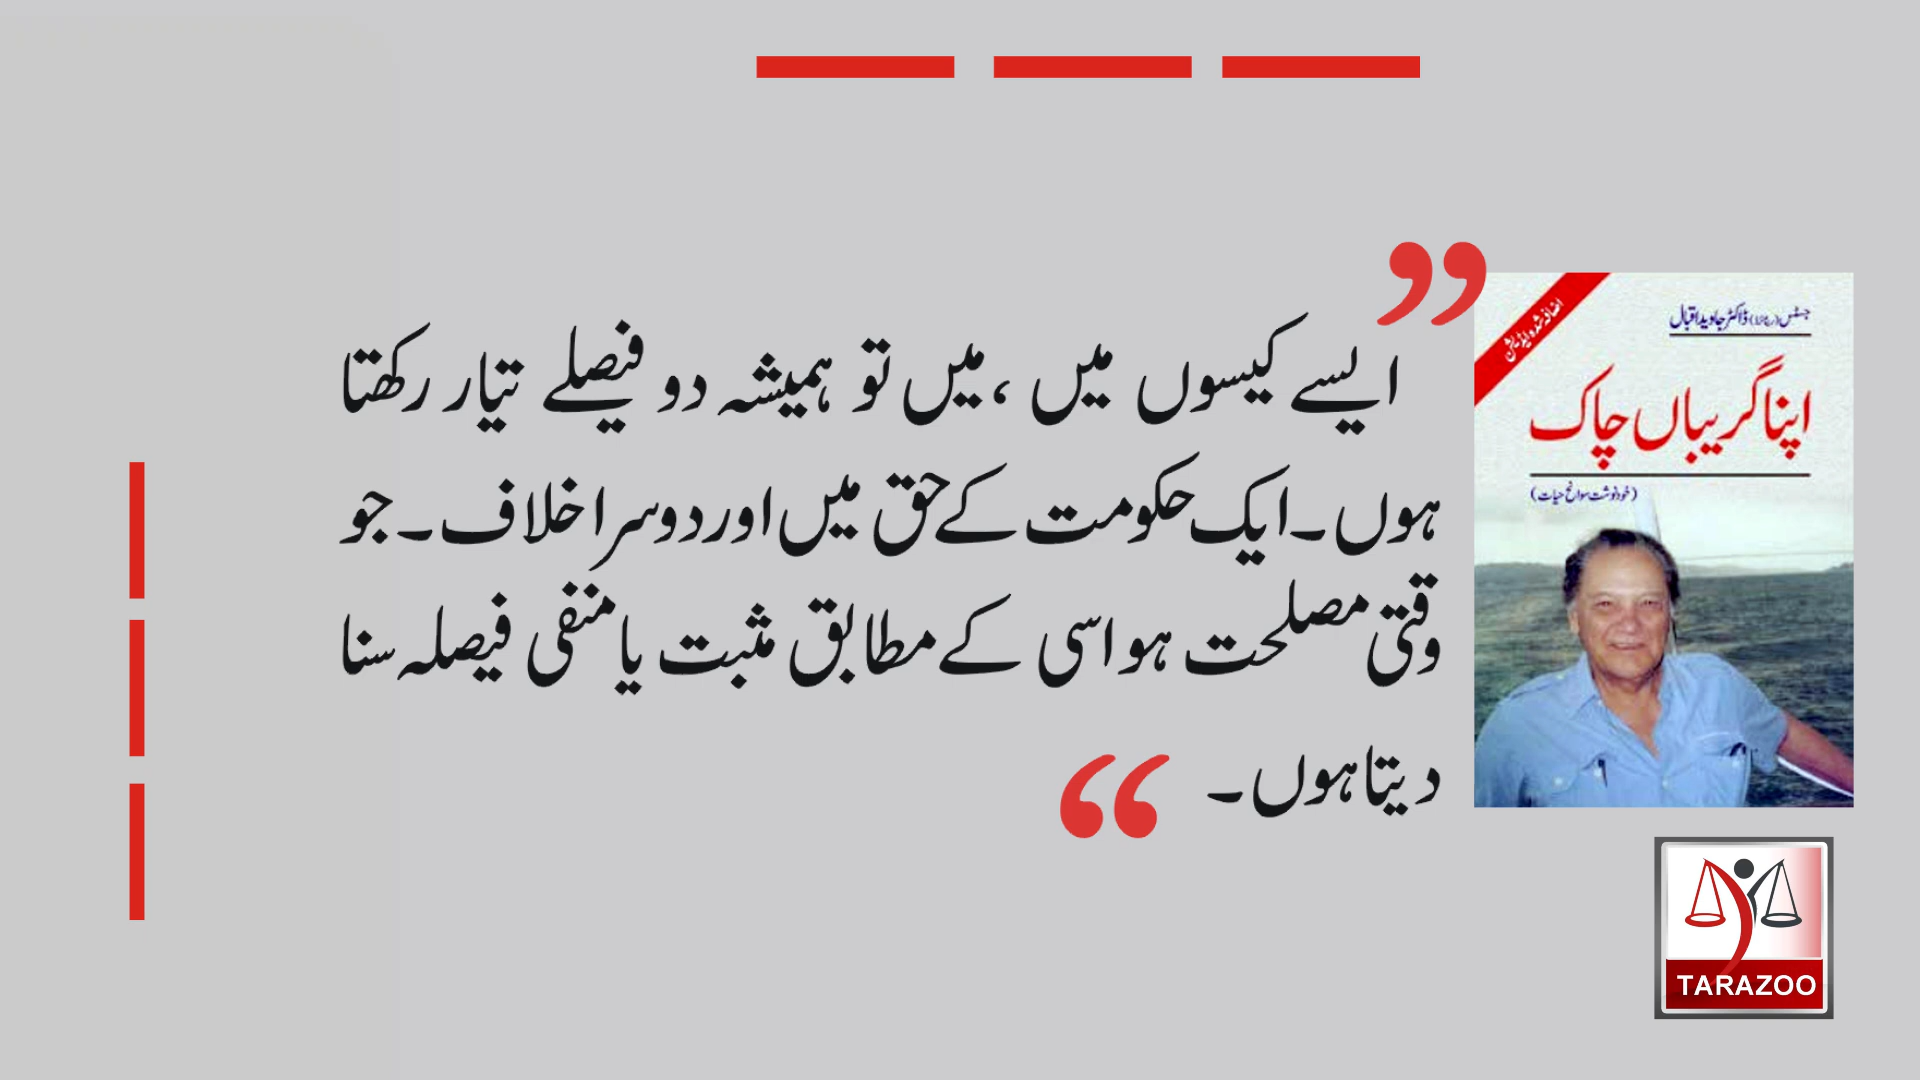 ایسے کیسوں میں ،میں تو ہمیشہ دو فیصلے تیار رکھتا
ہوں۔ ایک حکومت کے حق میں اور دوسرا خلاف۔ جو
وقتی مصلحت ہو اسی کے مطابق مثبت یا منفی فیصلہ سنا
دیتا ہوں۔
اضافہ شدہ ایڈیشن
جسٹس (ریٹائرڈ) ڈاکٹر جاوید اقبال
اپنا گریباں چاک
(خودنوشت سوانح حیات)
TARAZOO